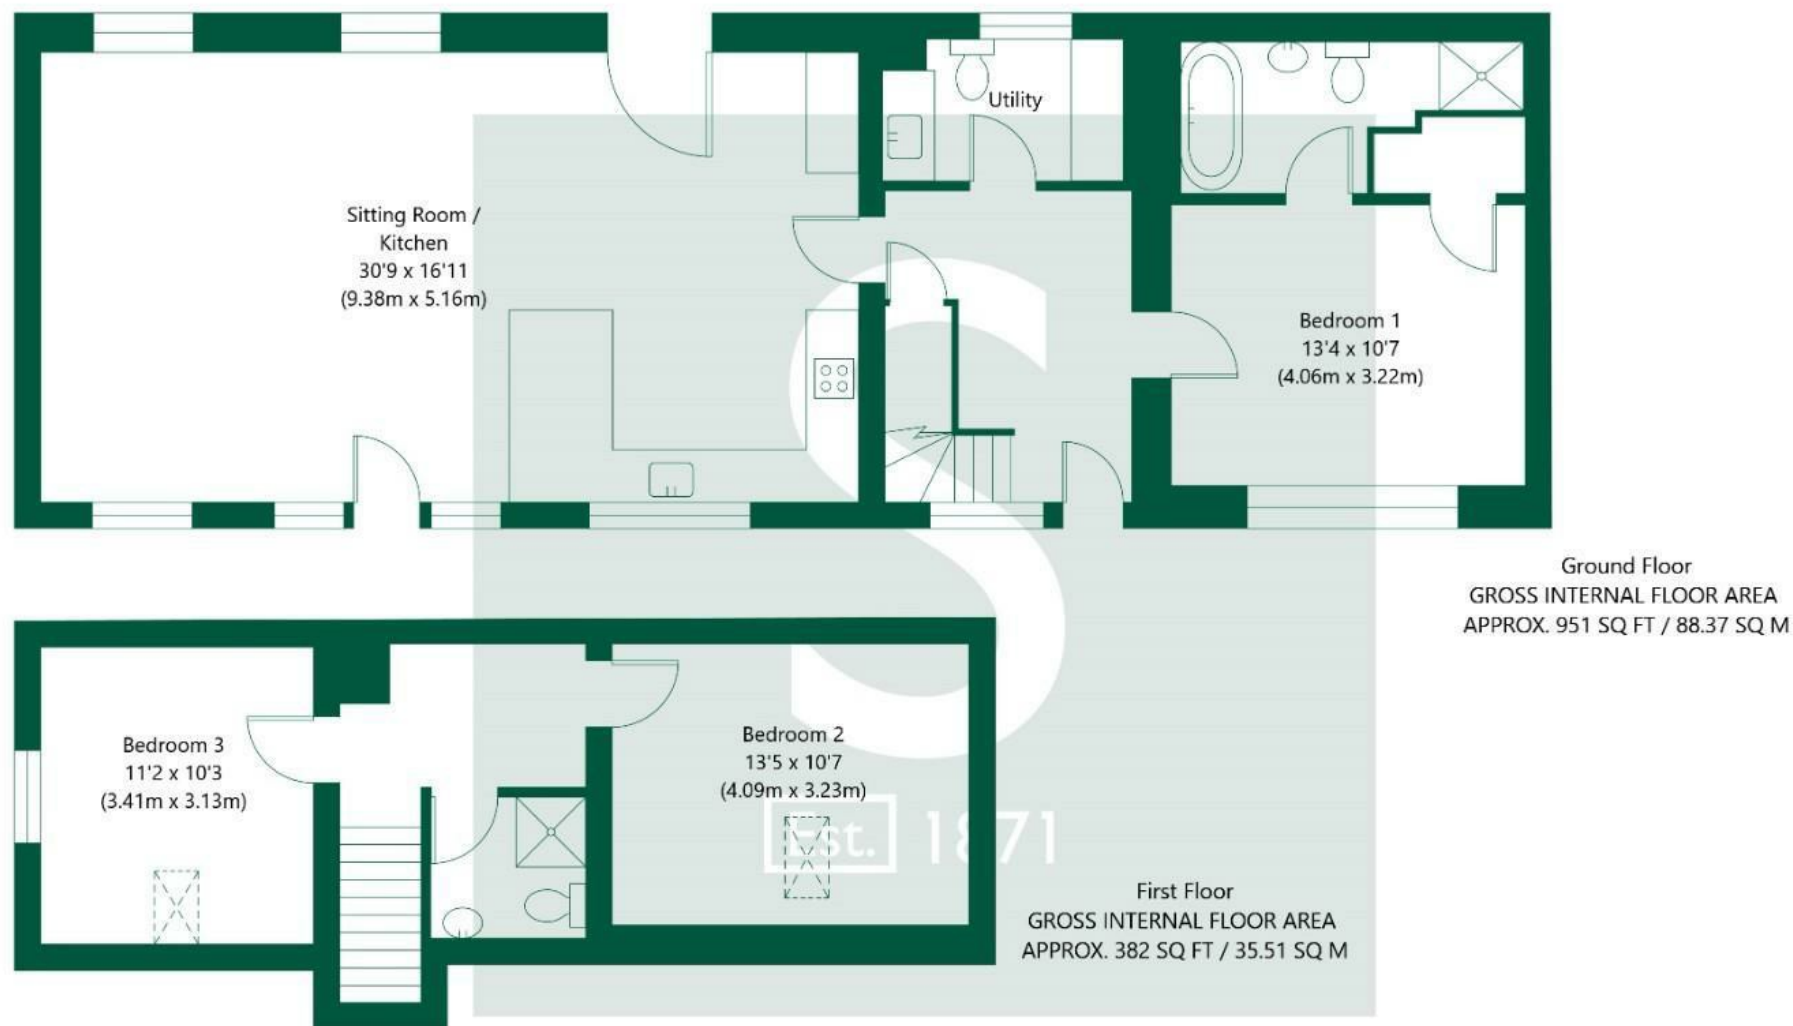 Utility
Sitting Room /
Kitchen
30'9 x 16'11
(9.38m x 5.16m)
Bedroom 1
13'4 x 10'7
(4.06m x 3.22m)
Ground Floor
GROSS INTERNAL FLOOR AREA
APPROX. 951 SQ FT / 88.37 SQ M
Bedroom 3
11'2 x 10'3
(3.41m x 3.13m)
Bedroom 2
13'5 x 10'7
(4.09m x 3.23m)
S
Est. 1871
First Floor
GROSS INTERNAL FLOOR AREA
APPROX. 382 SQ FT / 35.51 SQ M